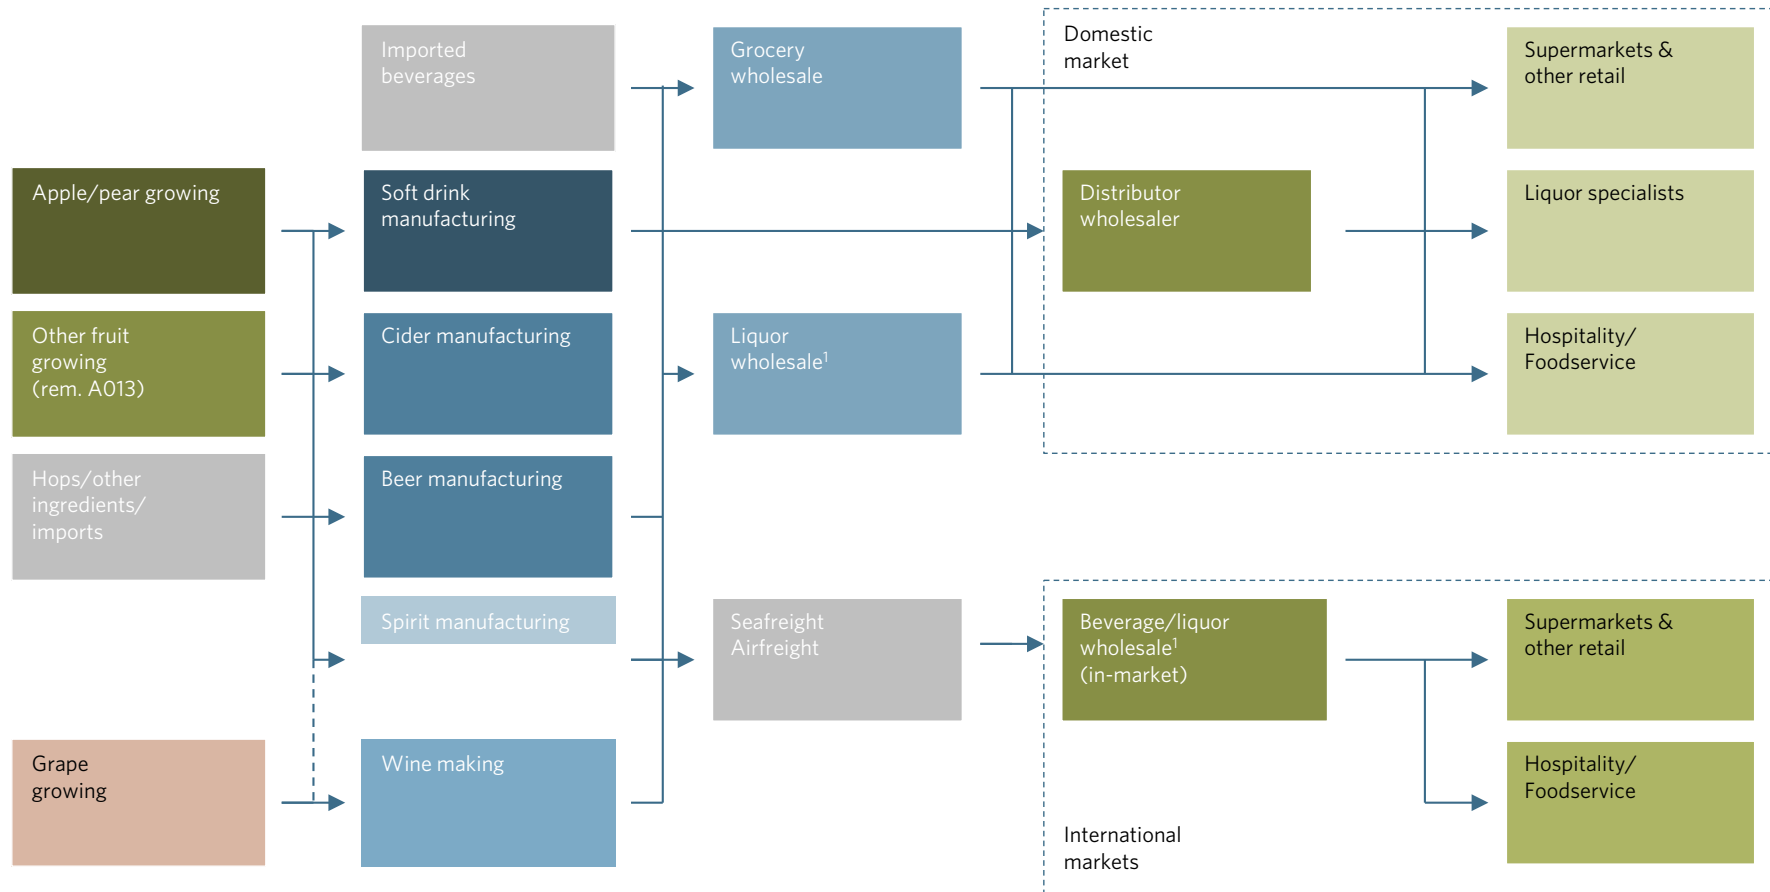 Imported
beverages
Grocery
wholesale
Domestic
market
Supermarkets &
other retail
Apple/pear growing
Soft drink
manufacturing
Distributor
wholesaler
Liquor specialists
Other fruit
growing
(rem. A013)
Cider manufacturing
Liquor
wholesale¹
Hospitality/
Foodservice
Hops/other
ingredients/
imports
Beer manufacturing
Spirit manufacturing
Seafreight
Airfreight
Beverage/liquor
wholesale¹
(in-market)
Supermarkets &
other retail
Grape
growing
Wine making
Hospitality/
Foodservice
International
markets